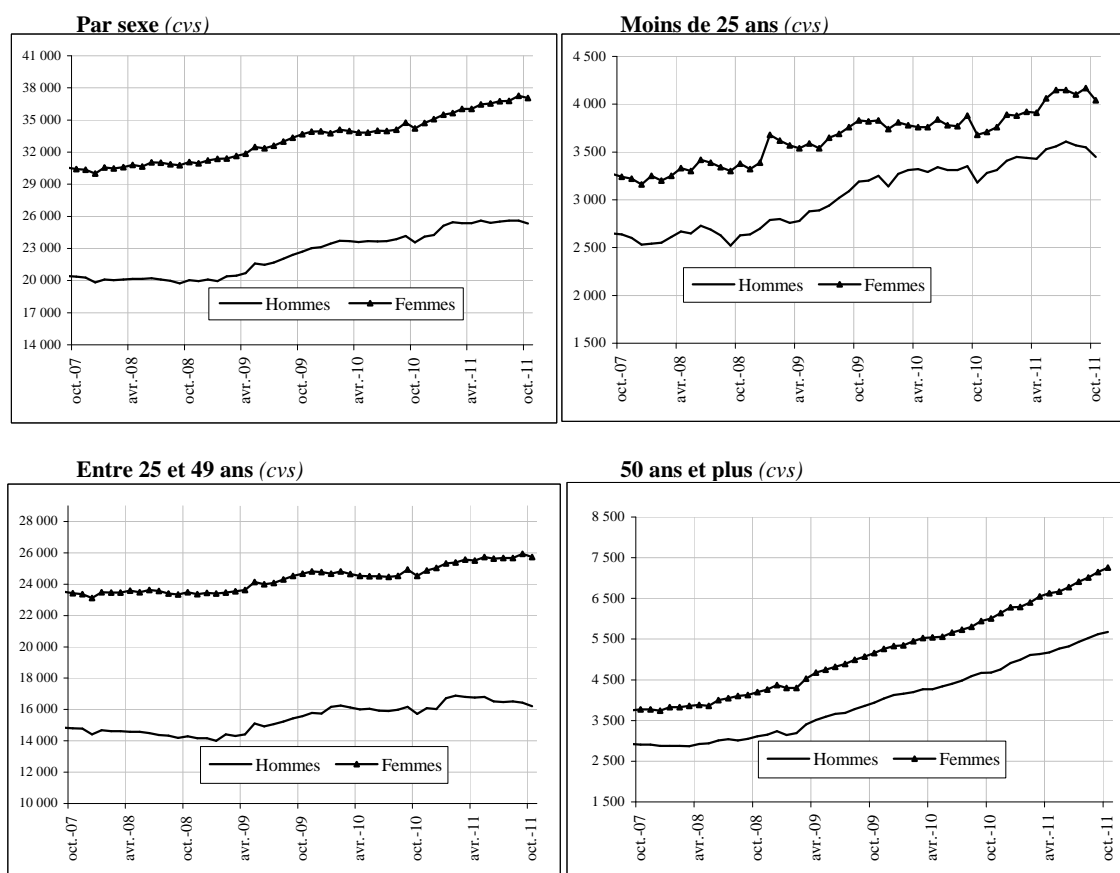 Par sexe (cvs)
41 000
38 000
35 000
32 000
29 000
26 000
23 000
20 000
17 000
14 000
Hommes
Femmes
oct.-07
avr.-08
oct.-08
avr.-09
oct.-09
avr.-10
oct.-10
avr.-11
oct.-11
Moins de 25 ans (cvs)
4 500
4 000
3 500
3 000
2 500
2 000
1 500
Hommes
Femmes
oct.-07
avr.-08
oct.-08
avr.-09
oct.-09
avr.-10
oct.-10
avr.-11
oct.-11
Entre 25 et 49 ans (cvs)
28 000
26 000
24 000
22 000
20 000
18 000
16 000
14 000
12 000
10 000
Hommes
Femmes
oct.-07
avr.-08
oct.-08
avr.-09
oct.-09
avr.-10
oct.-10
avr.-11
oct.-11
50 ans et plus (cvs)
8 500
7 500
6 500
5 500
4 500
3 500
2 500
1 500
Hommes
Femmes
oct.-07
avr.-08
oct.-08
avr.-09
oct.-09
avr.-10
oct.-10
avr.-11
oct.-11